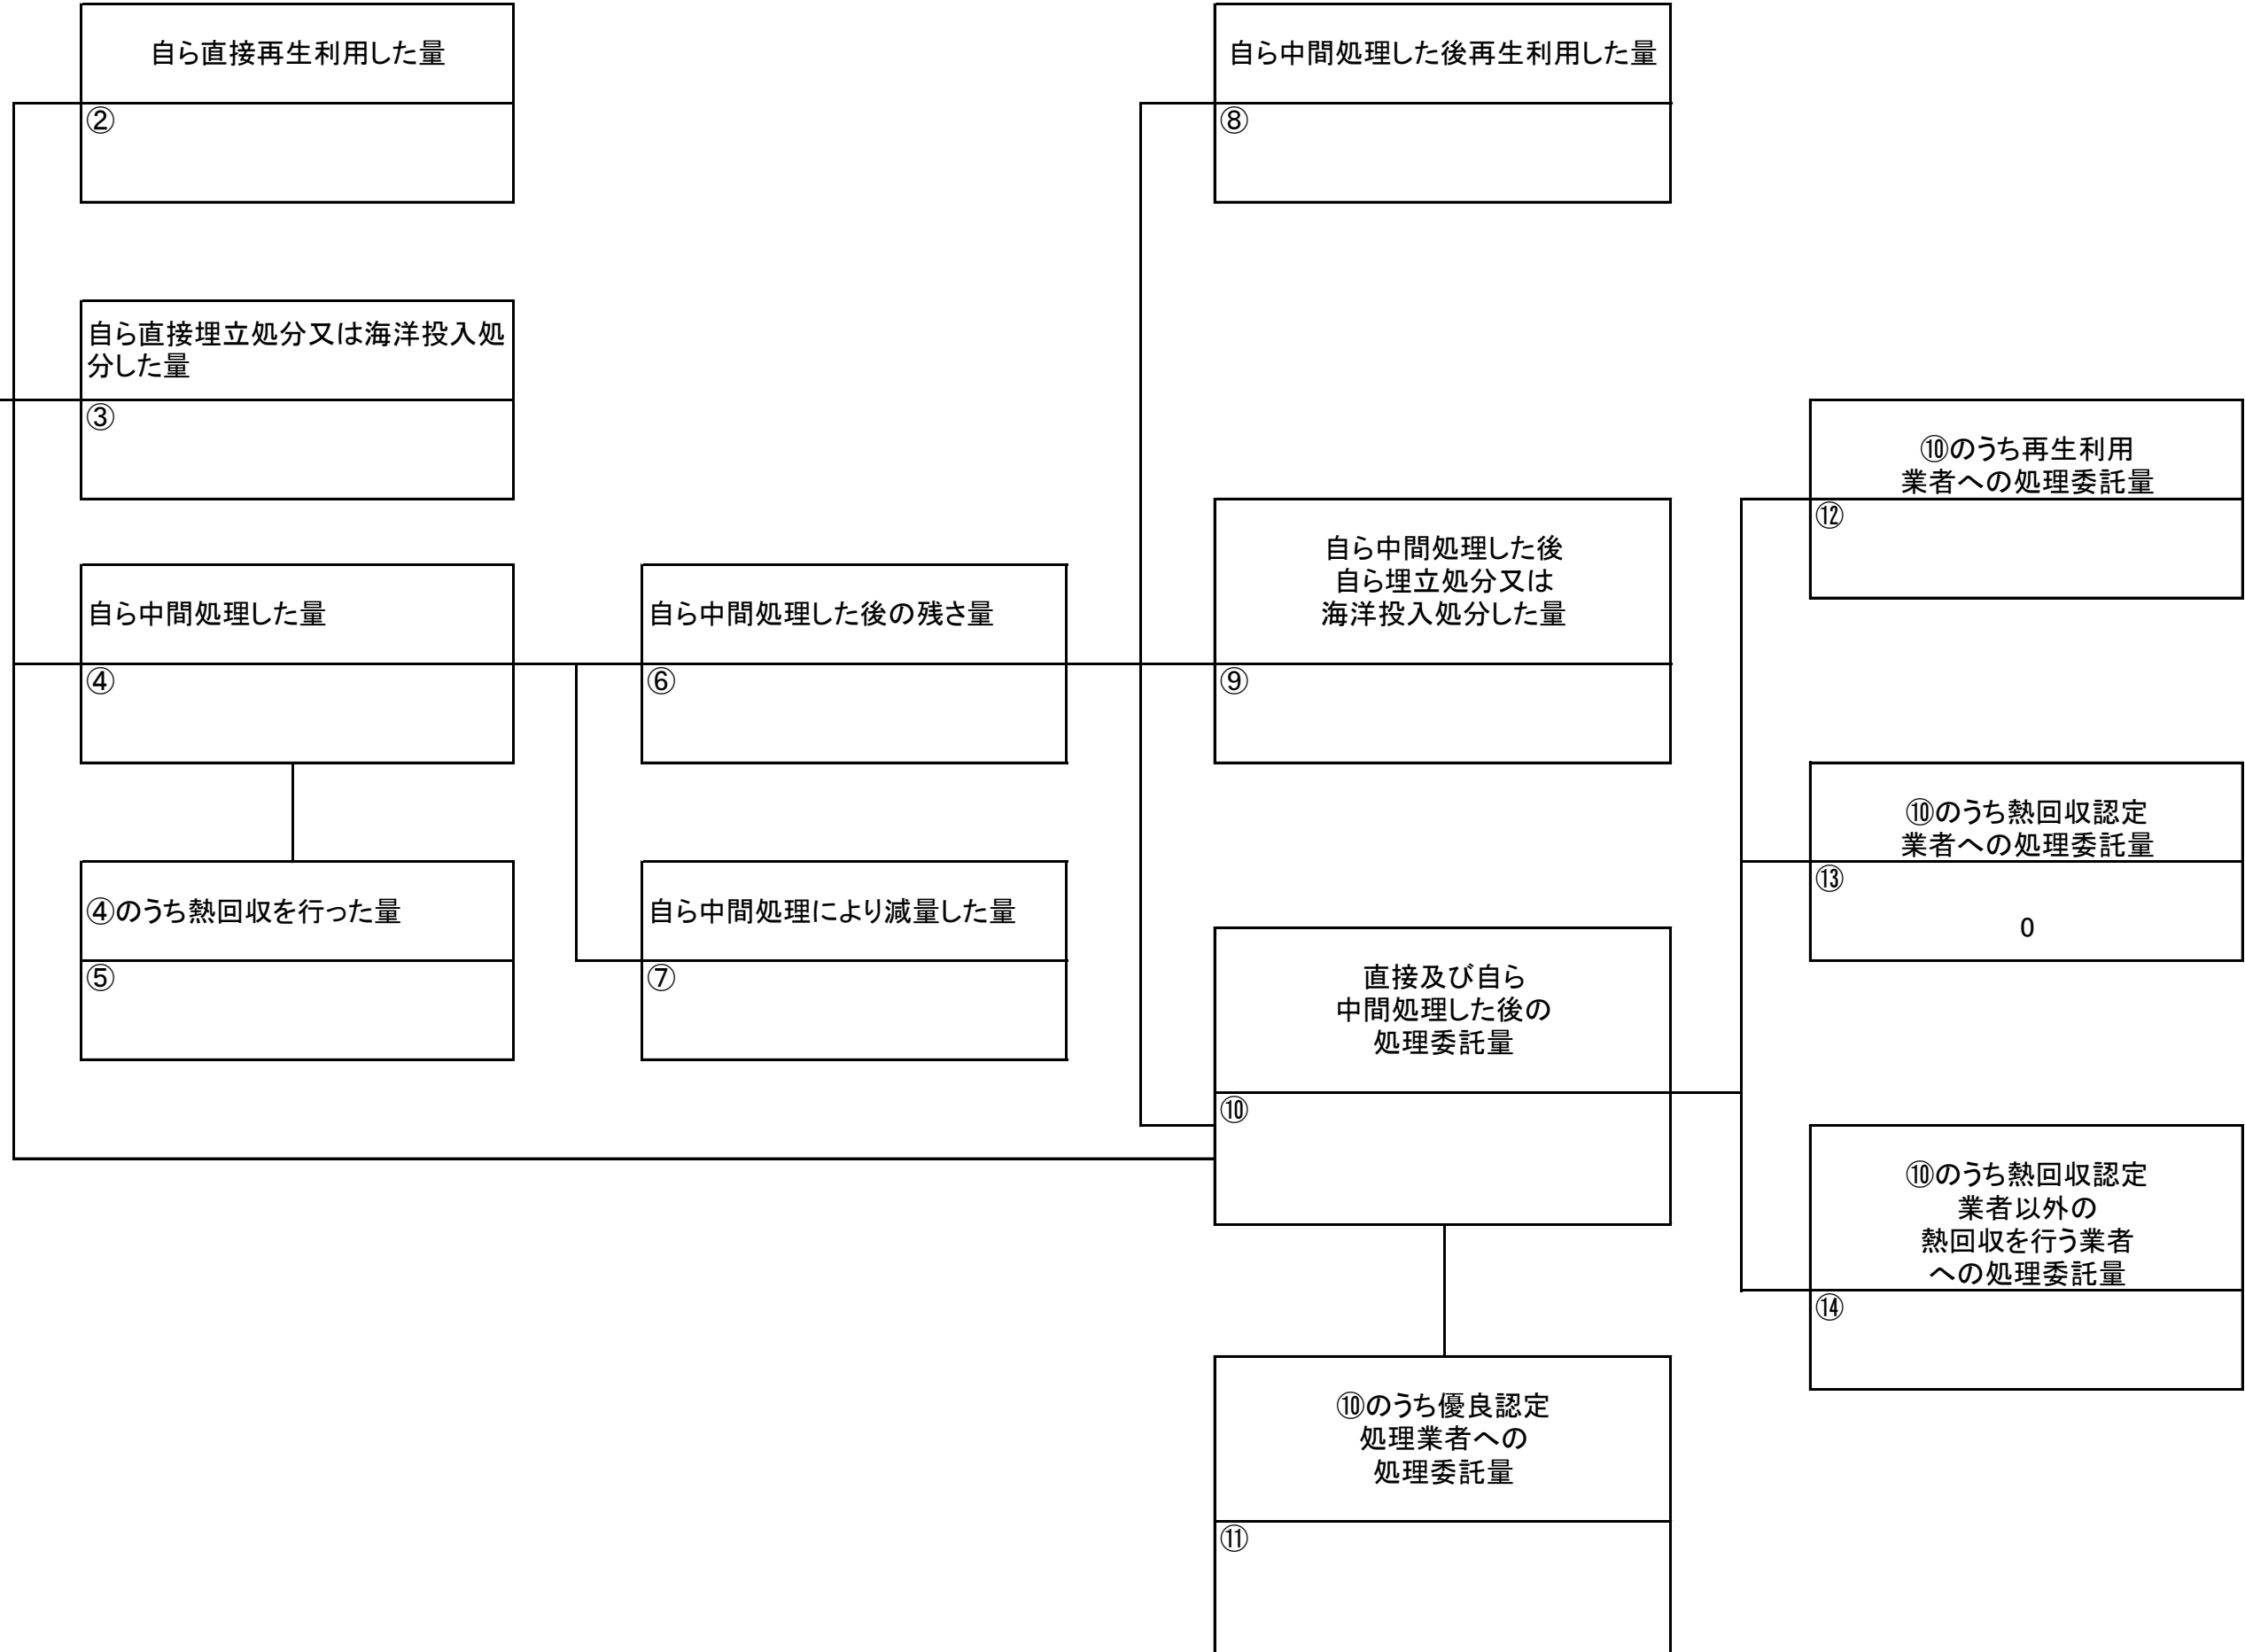 自ら直接再生利用した量
②
自ら直接埋立処分又は海洋投入処
分した量
③
自ら中間処理した量
④
④のうち熱回収を行った量
⑤
自ら中間処理した後の残さ量
⑥
自ら中間処理により減量した量
⑦
自ら中間処理した後再生利用した量
⑧
自ら中間処理した後
自ら埋立処分又は
海洋投入処分した量
⑨
直接及び自ら
中間処理した後の
処理委託量
⑩
⑩のうち優良認定
処理業者への
処理委託量
⑪
⑩のうち再生利用
業者への処理委託量
⑫
⑩のうち熱回収認定
業者への処理委託量
⑬
0
⑩のうち熱回収認定
業者以外の
熱回収を行う業者
への処理委託量
⑭